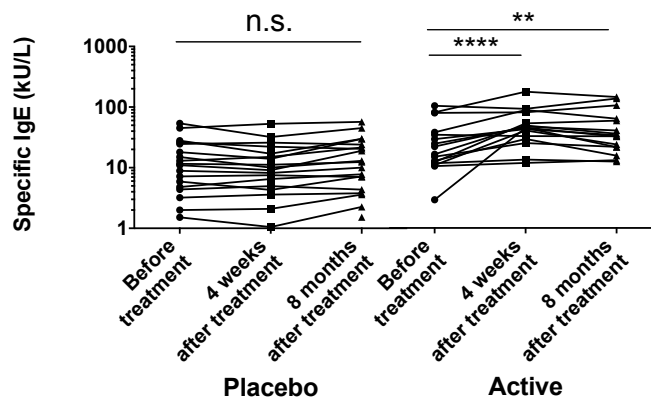 n.s.
**
****
Specific IgE (kU/L)
1000
100
10
1
Before
treatment
4 weeks
after treatment
8 months
after treatment
Before
treatment
4 weeks
after treatment
8 months
after treatment
Placebo
Active